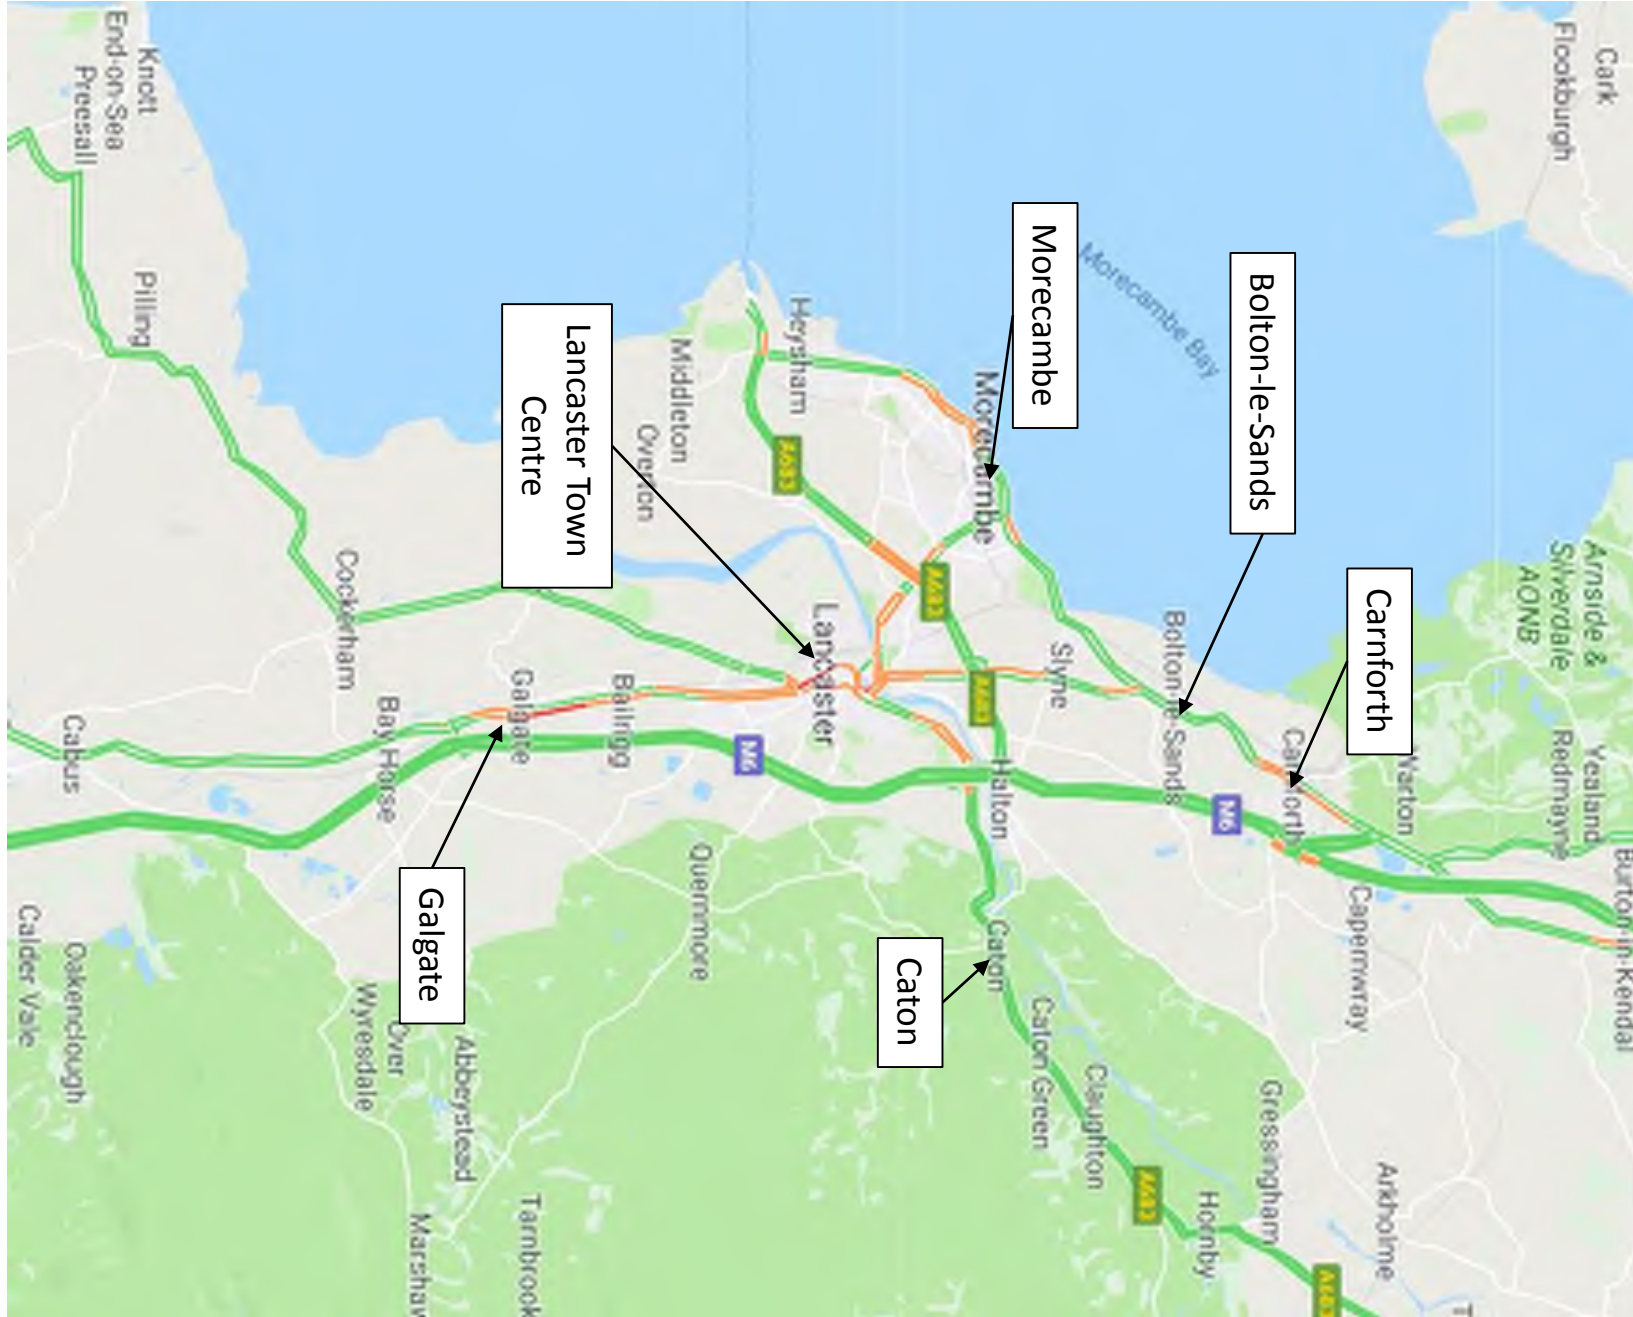 Cark
Burton-in-Kendal
Arnside &
Silverdale
AONB
Yealand
Redmayne
Flookburgh
T
Warton
Arkholme
Carnforth
Capernwray
Carnforth
Gressingham
Bolton-le-Sands
M6
Hornby
Bolton-le-Sands
Morecambe Bay
A683
Claughton
Slyne
Morecambe
Caton Green
Halton
Caton
Morecambe
A683
A683
Caton
Lancaster
Heysham
A683
M6
Quernmore
Middleton
Overton
Bailrigg
Lancaster Town
Centre
Tarnbrook
Galgate
Abbeystead
Galgate
Marshaw
Over
Wyresdale
Bay Horse
Cockerham
Knott
End-on-Sea
Pilling
Preesall
Cabus
Oakenclough
Calder Vale